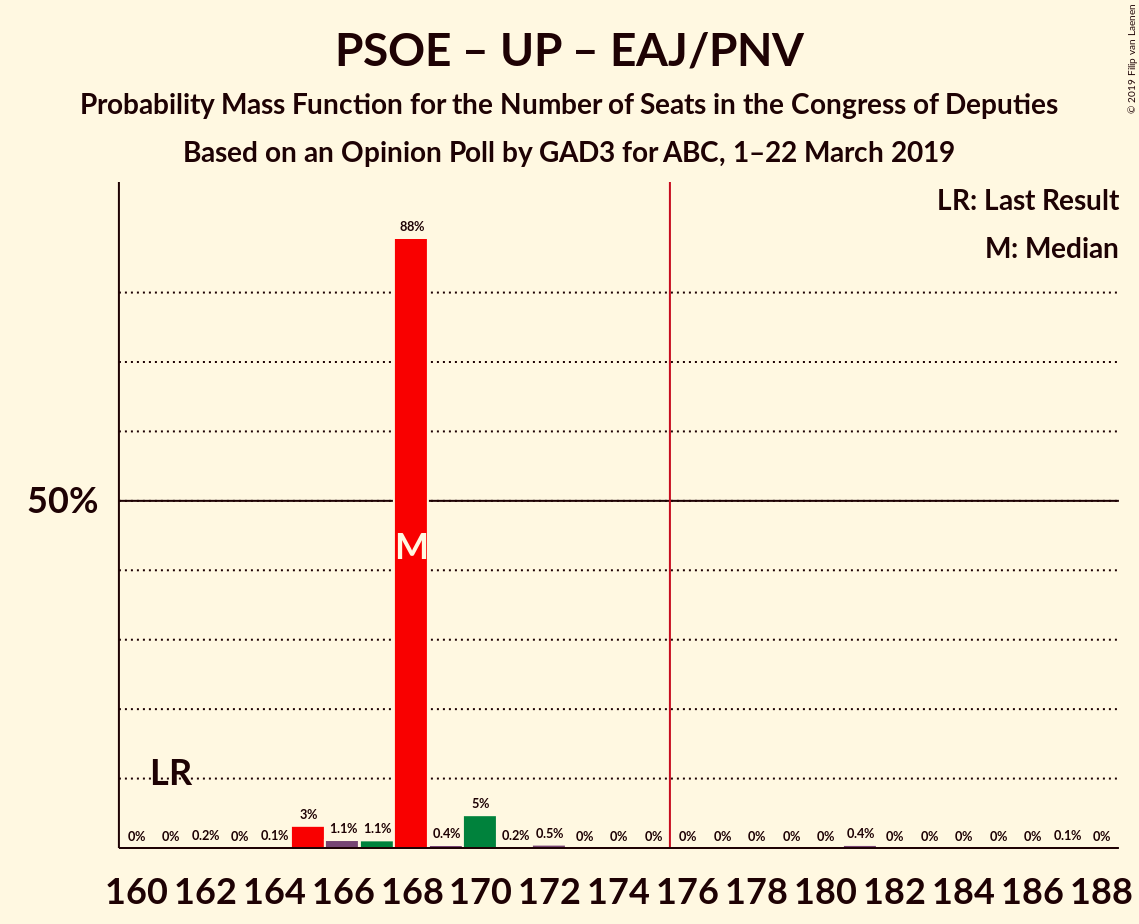 PSOE – UP – EAJ/PNV
Probability Mass Function for the Number of Seats in the Congress of Deputies
Based on an Opinion Poll by GAD3 for ABC, 1–22 March 2019
© 2019 Filip van Laenen
LR: Last Result
M: Median
50%
M
LR
0% 0% 0.2% 0% 0.1% 3% 1.1% 1.1% 88% 0.4% 5% 0.2% 0.5% 0% 0% 0% 0% 0% 0% 0% 0% 0.4% 0% 0% 0% 0% 0% 0.1% 0%
160 162 164 166 168 170 172 174 176 178 180 182 184 186 188